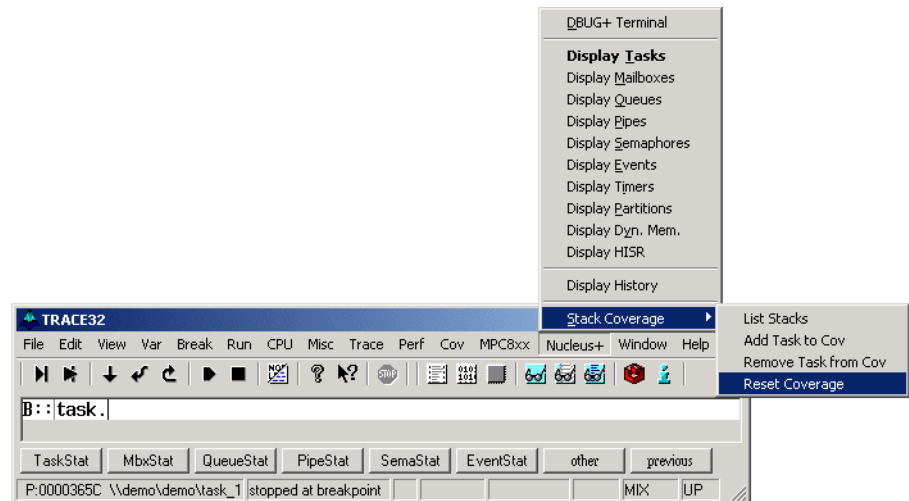 DBUG+ Terminal
Display Tasks
Display Mailboxes
Display Queues
Display Pipes
Display Semaphores
Display Events
Display Timers
Display Partitions
Display Dyn. Mem.
Display HISR
Display History
Stack Coverage
List Stacks
Add Task to Cov
Remove Task from Cov
Reset Coverage
TRACE32
File Edit View Var Break Run CPU Misc Trace Perf Cov MPC8xx Nucleus+ Window Help
STOP
B::task.
TaskStat MbxStat QueueStat PipeStat SemaStat EventStat other previous
P:0000365C \\demo\demo\task_1 stopped at breakpoint MIX UP